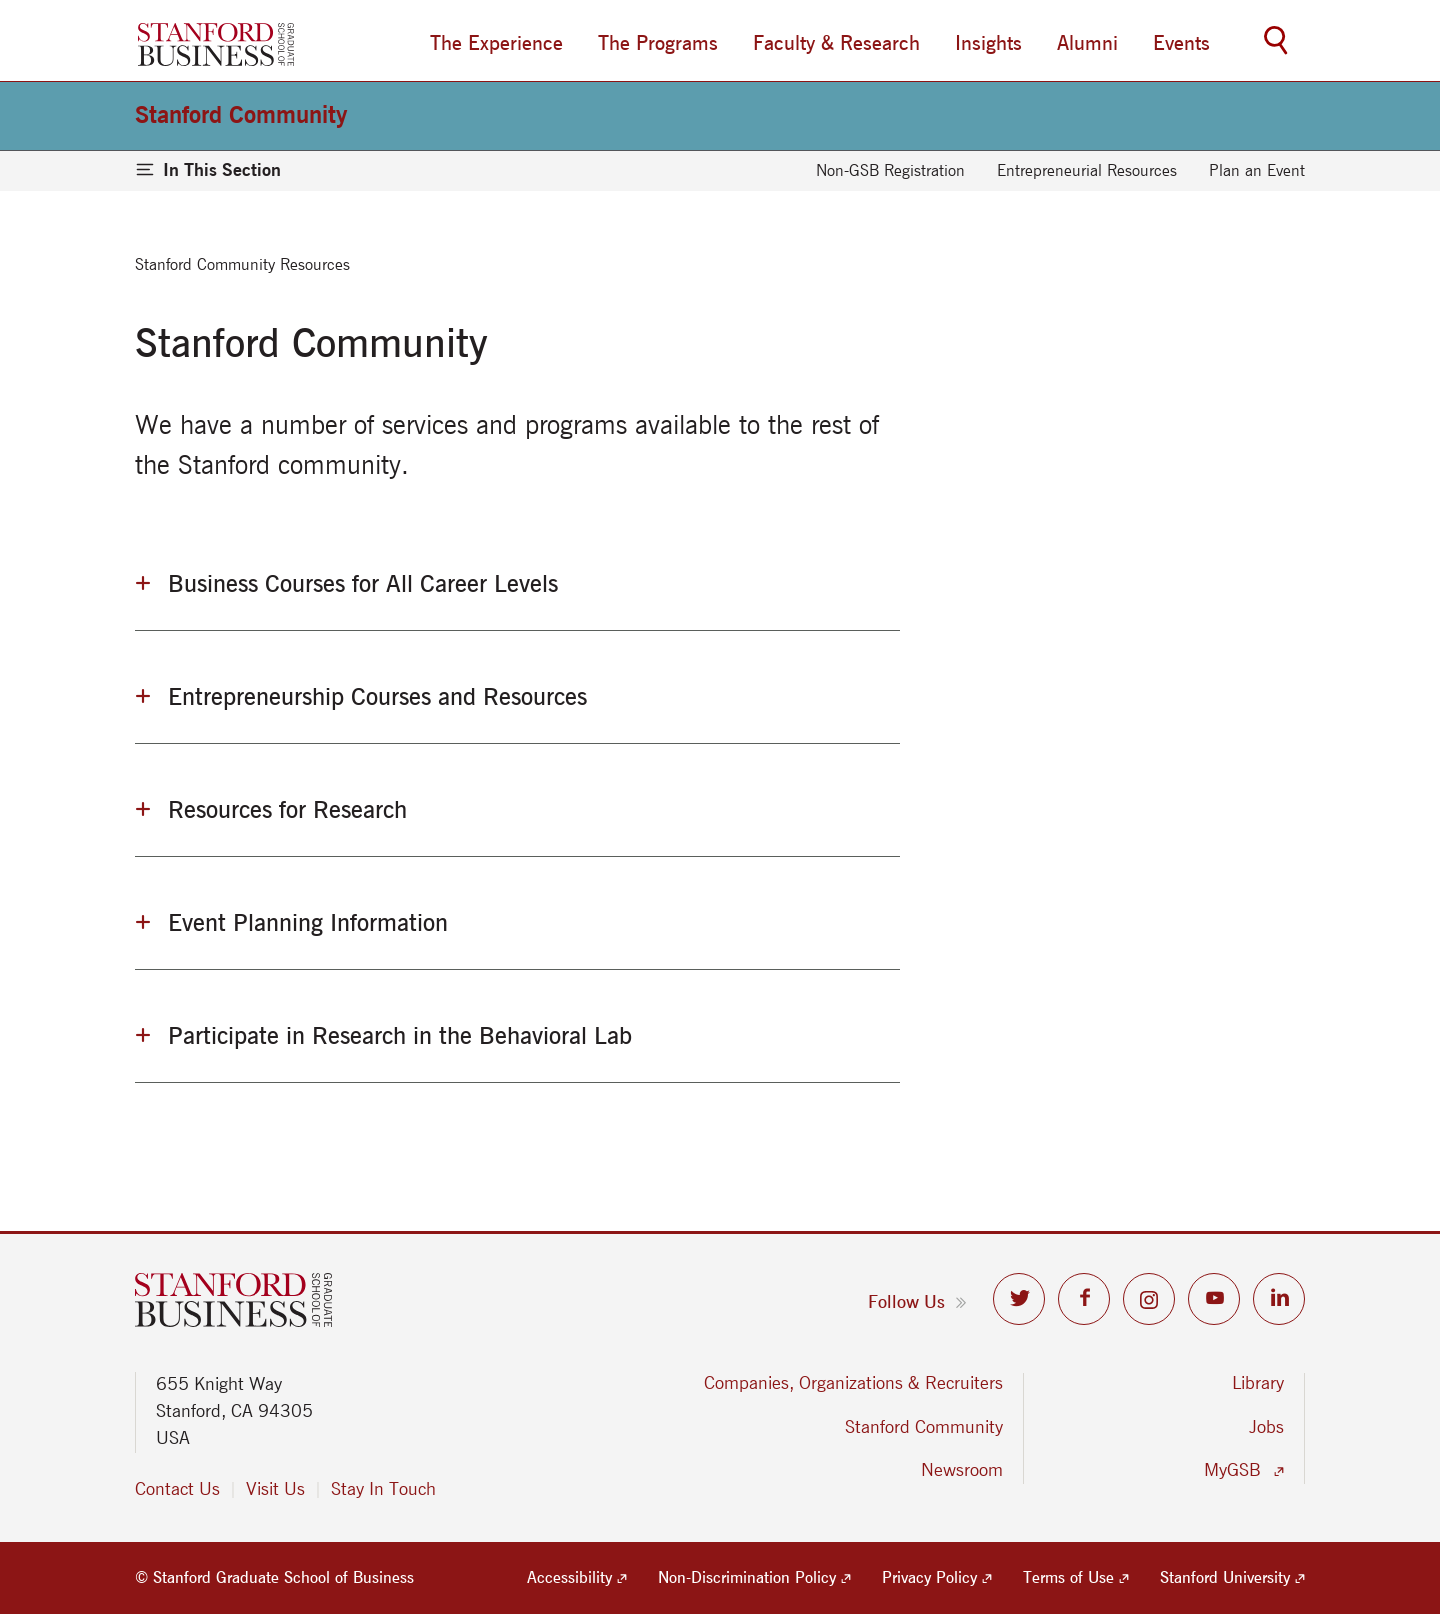 STANFORD
BUSINESS
GRADUATE
SCHOOL OF
The Experience
The Programs
Faculty & Research
Insights
Alumni
Events
Stanford Community
In This Section
Non-GSB Registration
Entrepreneurial Resources
Plan an Event
Stanford Community Resources
Stanford Community
We have a number of services and programs available to the rest of
the Stanford community.
Business Courses for All Career Levels
Entrepreneurship Courses and Resources
Resources for Research
Event Planning Information
Participate in Research in the Behavioral Lab
STANFORD
BUSINESS
GRADUATE
SCHOOL OF
Follow Us
655 Knight Way
Stanford, CA 94305
USA
Contact Us | Visit Us | Stay In Touch
Companies, Organizations & Recruiters
Stanford Community
Newsroom
Library
Jobs
MyGSB
© Stanford Graduate School of Business
Accessibility
Non-Discrimination Policy
Privacy Policy
Terms of Use
Stanford University